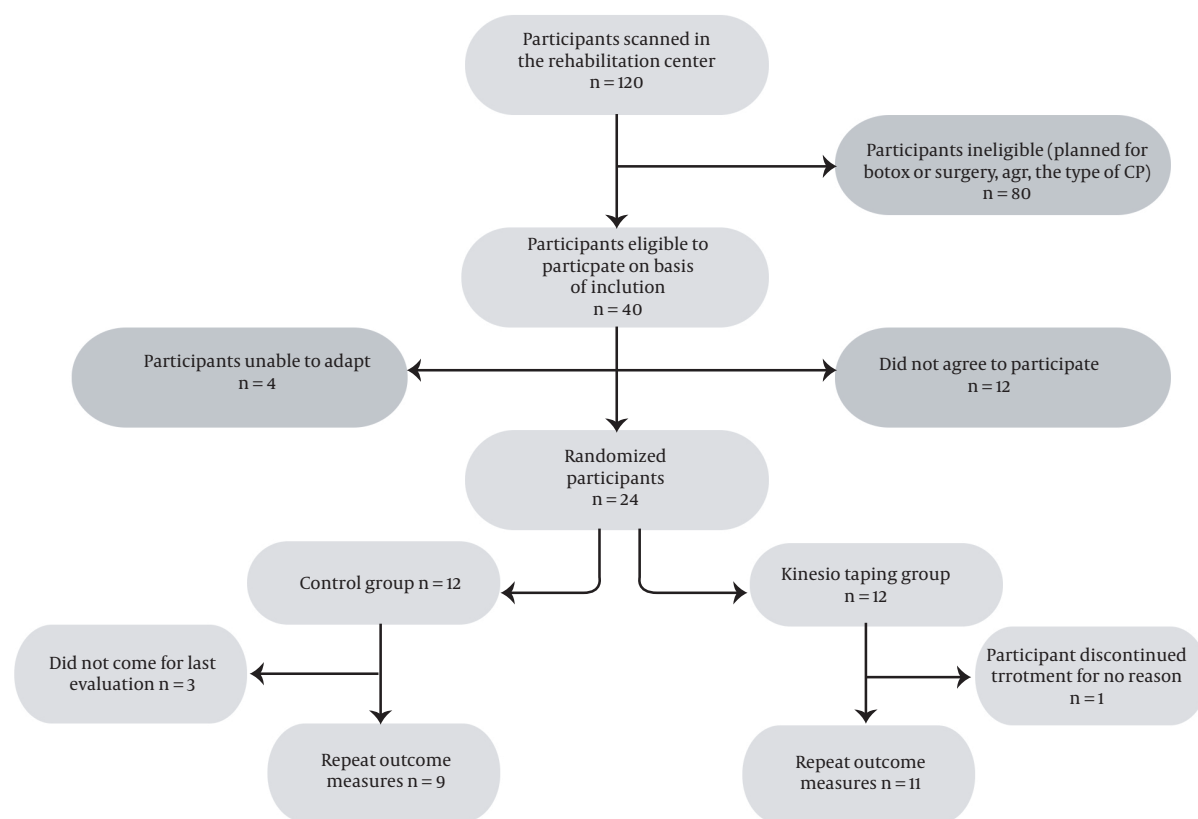 Participants scanned in
the rehabilitation center
n = 120
Participants ineligible (planned for
botox or surgery, agr, the type of CP)
n = 80
Participants eligible to
particpate on basis
of inclution
n = 40
Participants unable to adapt
n = 4
Did not agree to participate
n = 12
Randomized
participants
n = 24
Control group n = 12
Kinesio taping group
n = 12
Did not come for last
evaluation n = 3
Participant discontinued
trrotment for no reason
n = 1
Repeat outcome
measures n = 9
Repeat outcome
measures n = 11